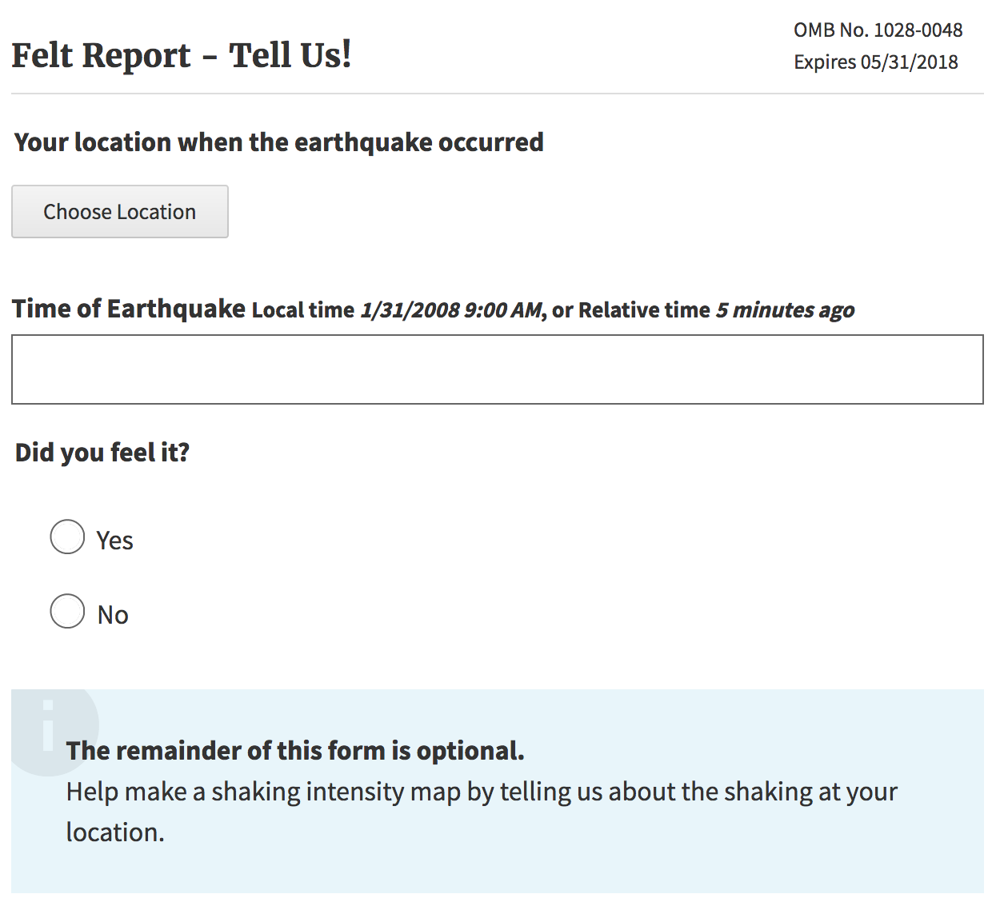 Felt Report – Tell Us!
OMB No. 1028-0048
Expires 05/31/2018
Your location when the earthquake occurred
Choose Location
Time of Earthquake Local time 1/31/2008 9:00 AM, or Relative time 5 minutes ago
Did you feel it?
Yes
No
The remainder of this form is optional.
Help make a shaking intensity map by telling us about the shaking at your
location.